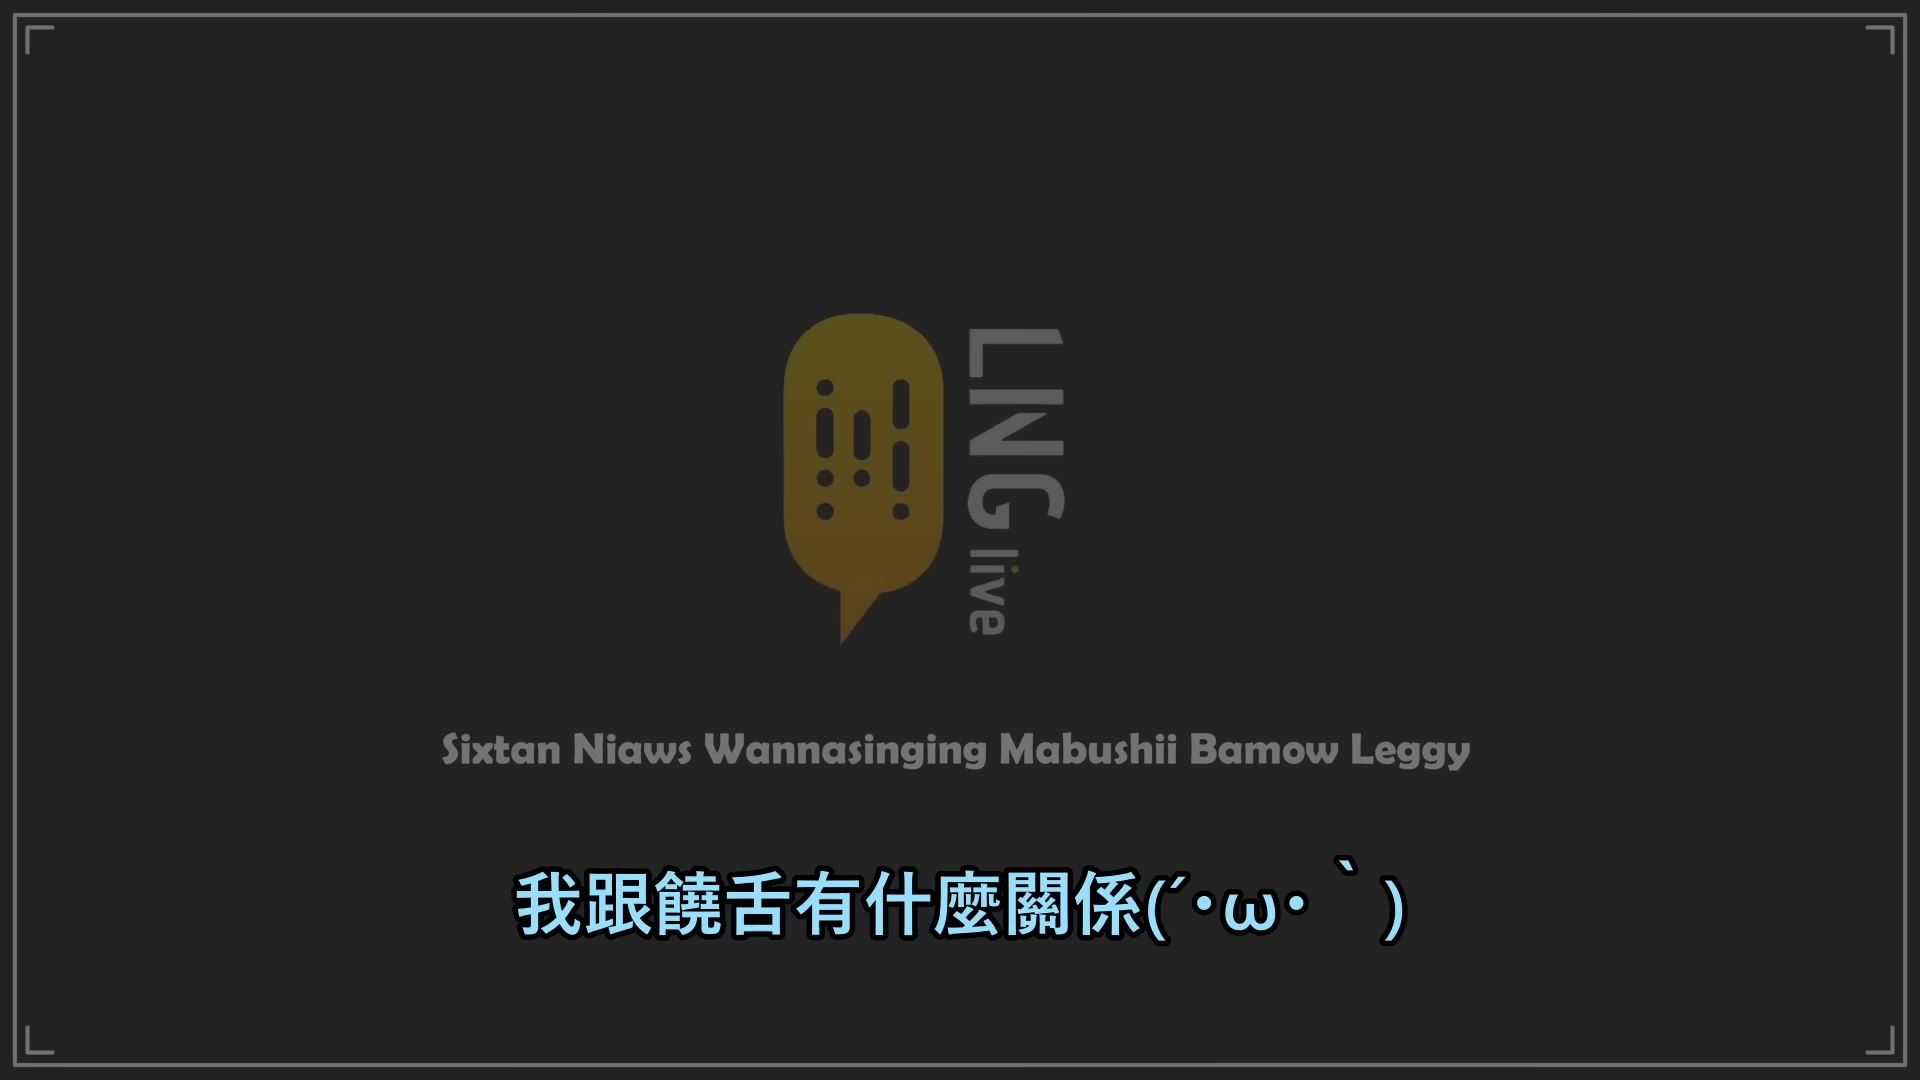 LING live
Sixtan Niaws Wannasinging Mabushii Bamow Leggy
我跟饒舌有什麼關係(´･ω･｀)